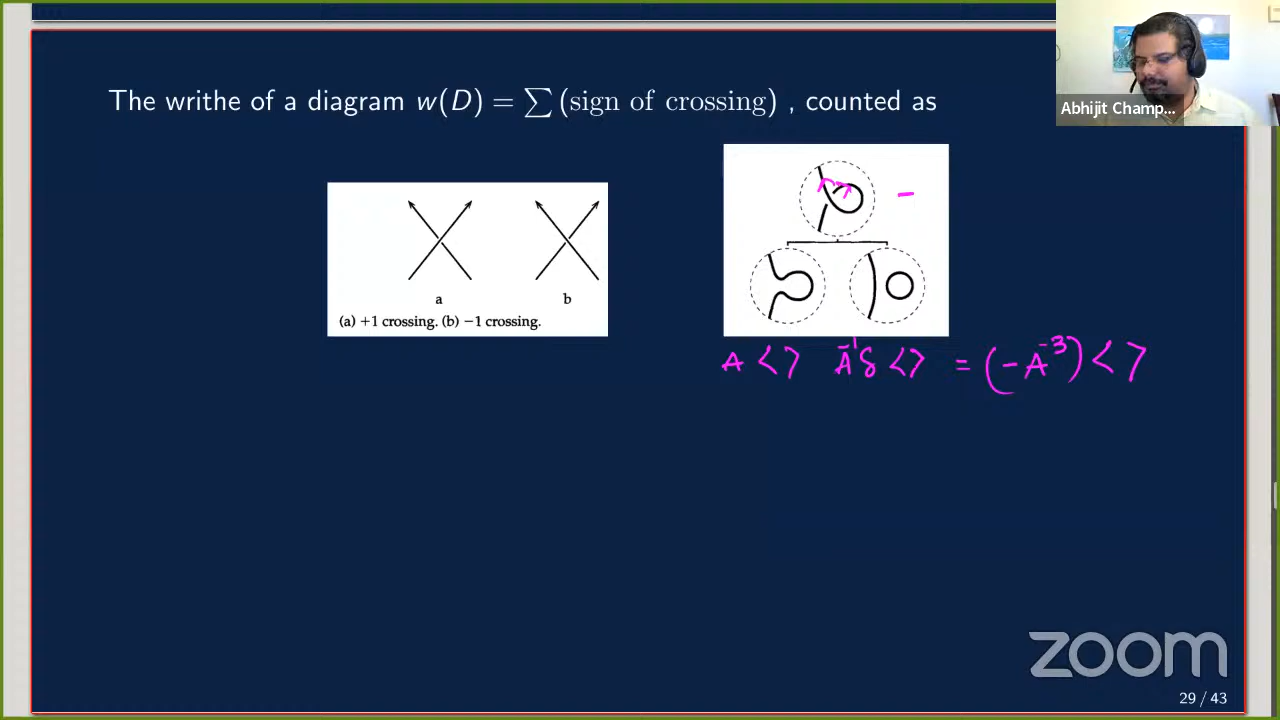 The writhe of a diagram w(D) = ∑ (sign of crossing) , counted as
Abhijit Champ...
a b
(a) +1 crossing. (b) −1 crossing.
−
A < > A⁻¹ δ < > = (−A⁻³) < >
zoom
29 / 43